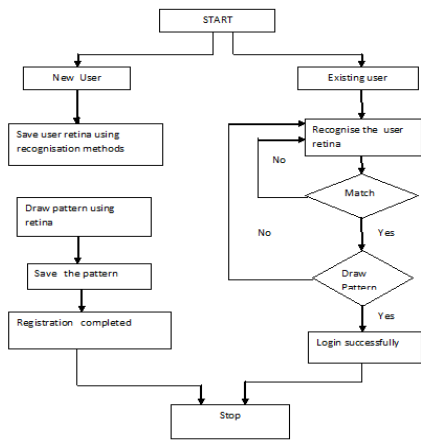 START
New User
Existing user
Save user retina using
recognisation methods
Recognise the user
retina
No
Match
Draw pattern using
retina
No
Yes
Save the pattern
Draw
Pattern
Registration completed
Yes
Login successfully
Stop